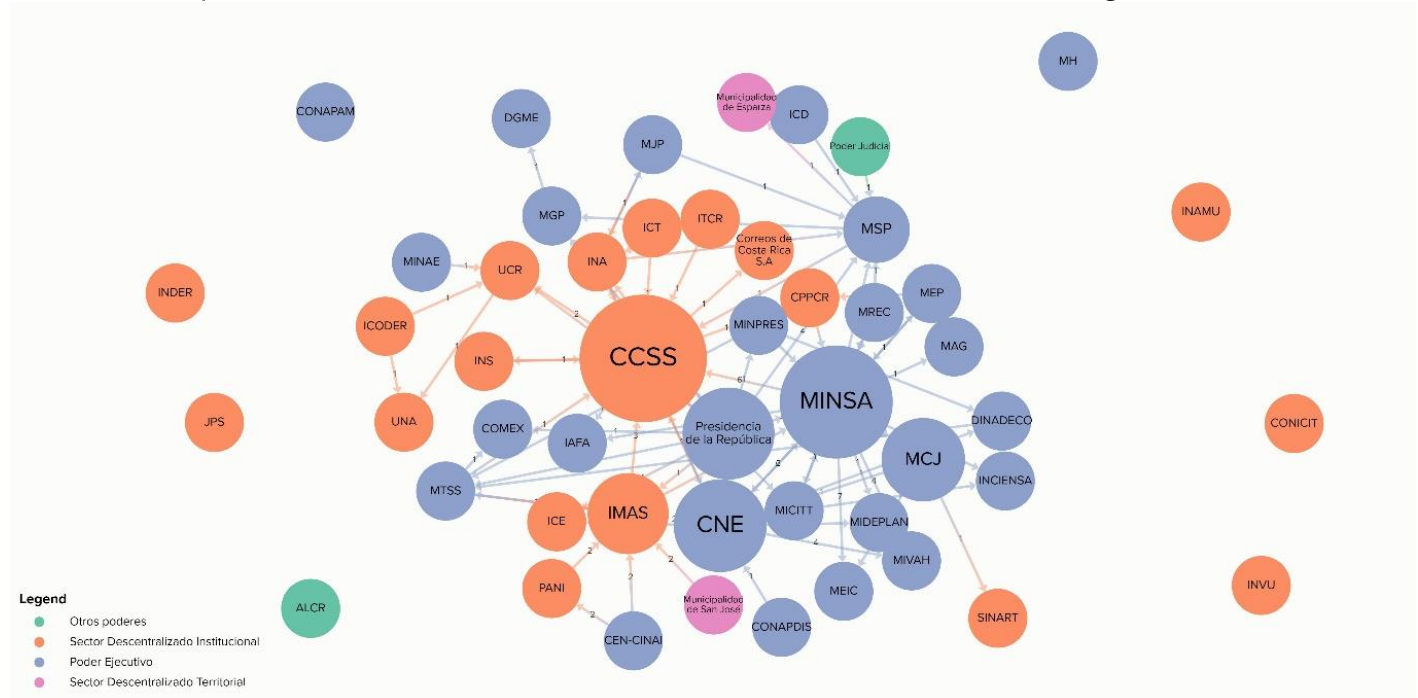 MH
CONAPAM
DGME
Municipalidad
de Esparza
ICD
MJP
Poder Judicial
INAMU
MGP
ICT
ITCR
MSP
Correos de
Costa Rica
S.A
MINAE
UCR
INA
INDER
CPPCR
MREC
MEP
ICODER
MINPRES
MAG
INS
CCSS
MINSA
JPS
UNA
COMEX
IAFA
Presidencia
de la República
DINADECO
CONICIT
MCJ
INCIENSA
MTSS
ICE
IMAS
CNE
MICITT
MIDEPLAN
MIVAH
PANI
MEIC
INVU
Municipalidad
de San José
ALCR
CEN-CINAI
CONAPDIS
SINART
Legend
Otros poderes
Sector Descentralizado Institucional
Poder Ejecutivo
Sector Descentralizado Territorial